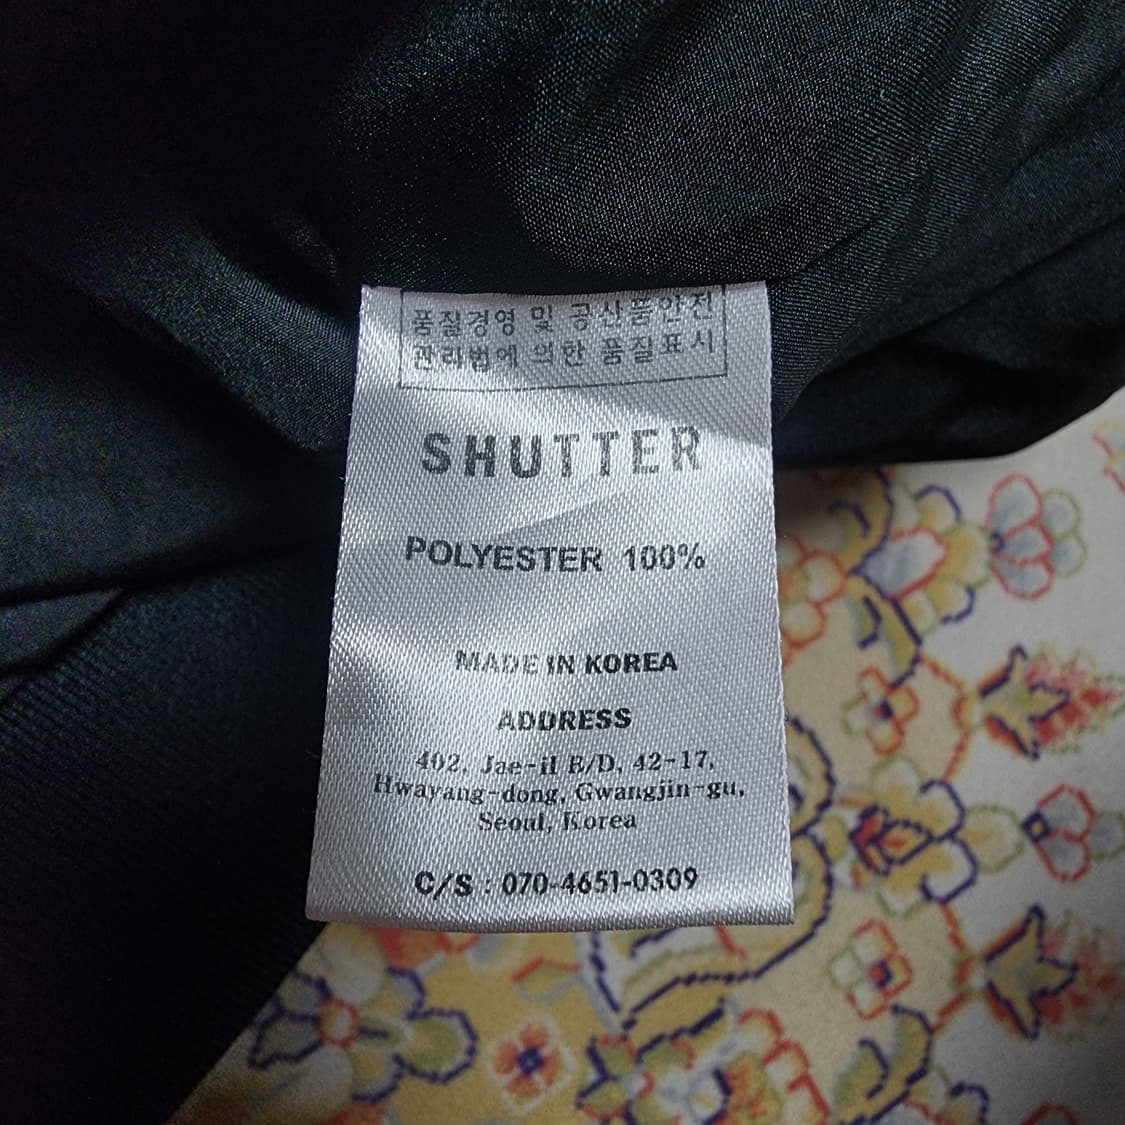 품질경영 및 공산품안전
관리법에 의한 품질표시
SHUTTER
POLYESTER 100%
MADE IN KOREA
ADDRESS
402, Jae-il B/D, 42-17,
Hwayang-dong, Gwangjin-gu,
Seoul, Korea
C/S : 070-4651-0309